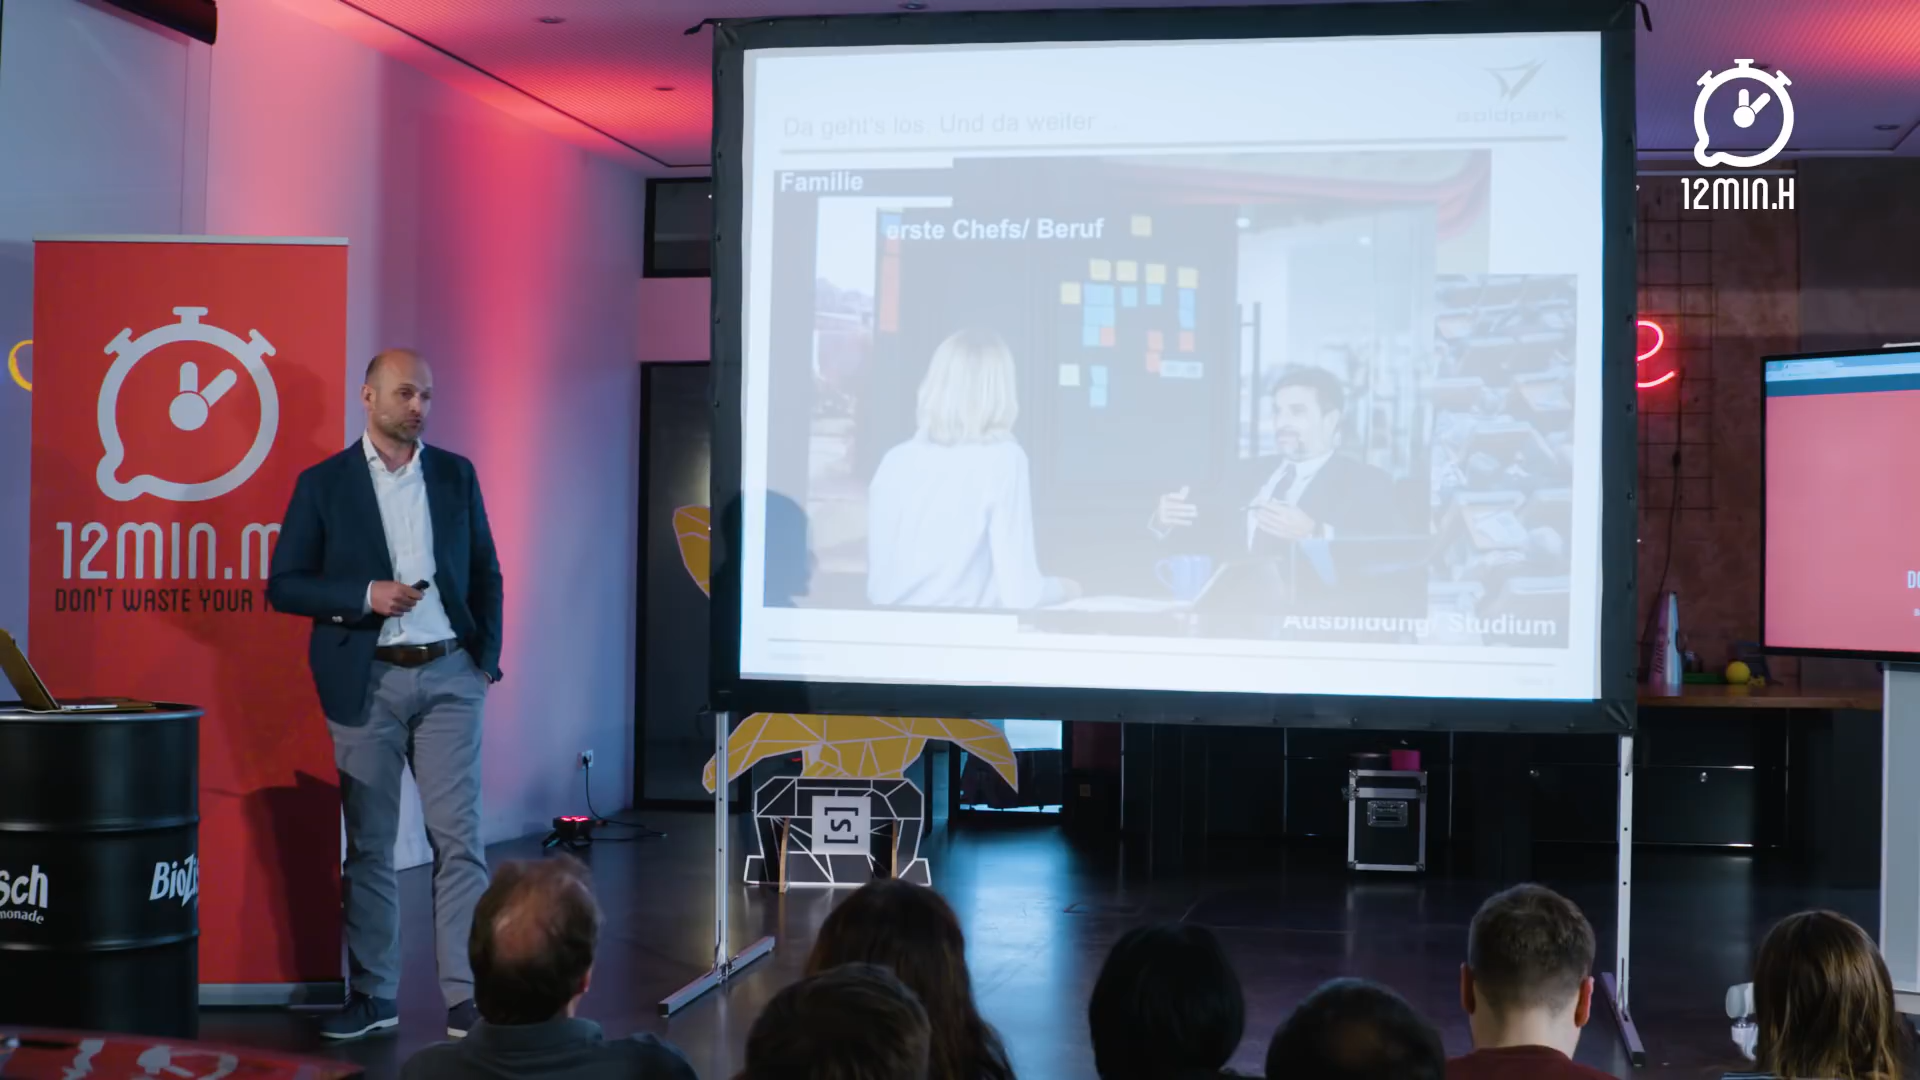 12MIN.H
Da geht's los. Und da weiter ...
goldpark
Familie
erste Chefs/ Beruf
Ausbildung/ Studium
12MIN.M
DON'T WASTE YOUR T
sch
monade
BioZi
[S]
e